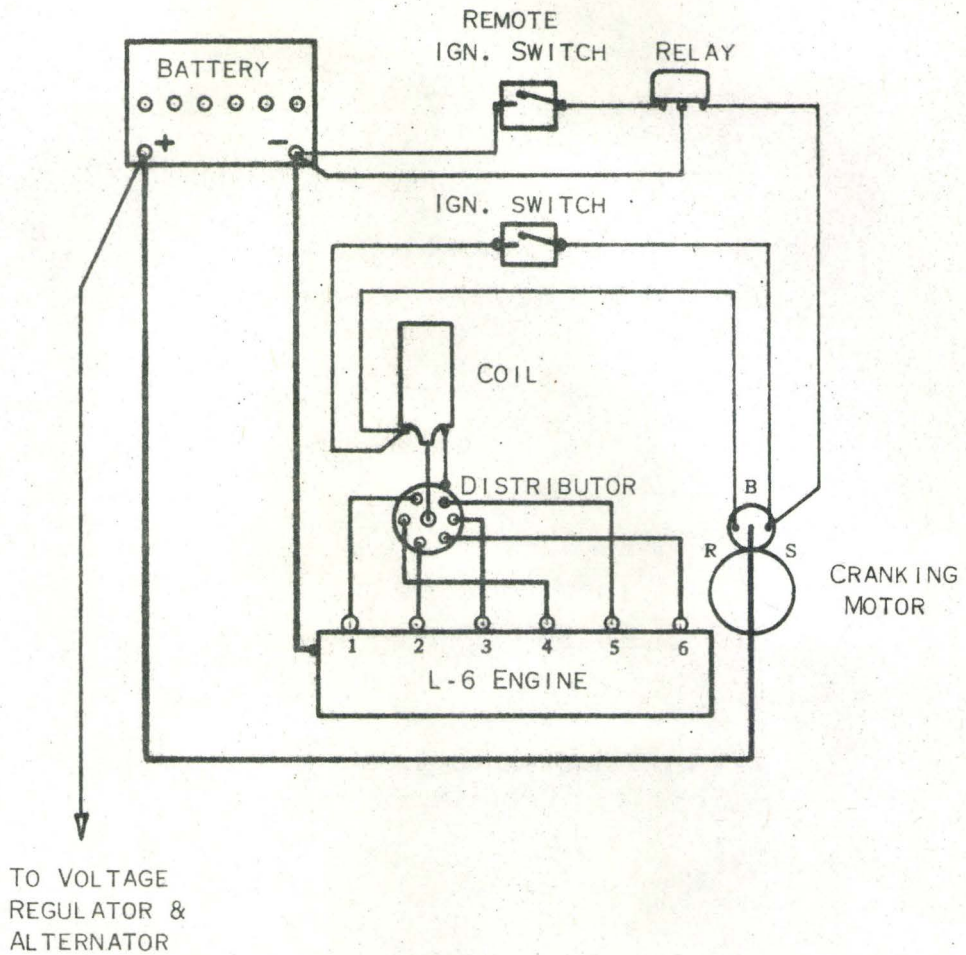 REMOTE
IGN. SWITCH
RELAY
BATTERY
+ -
IGN. SWITCH
COIL
DISTRIBUTOR
B
R S
CRANKING
MOTOR
1 2 3 4 5 6
L-6 ENGINE
TO VOLTAGE
REGULATOR &
ALTERNATOR